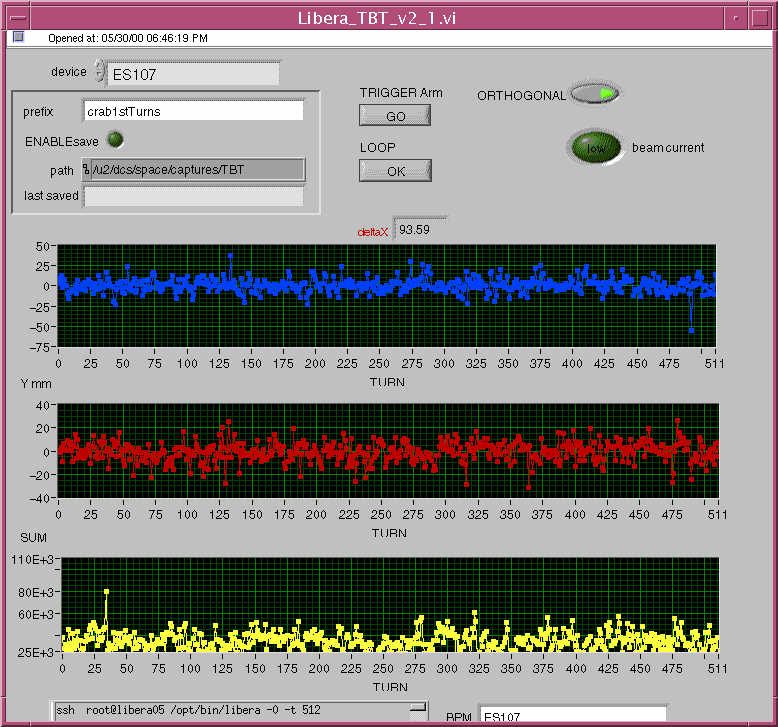 Libera_TBT_v2_1.vi
Opened at: 05/30/00 06:46:19 PM
device ES107
prefix crab1stTurns
ENABLEsave
path /u2/dcs/space/captures/TBT
last saved
TRIGGER Arm
GO
LOOP
OK
ORTHOGONAL
low beam current
deltaX 93.59
50
25
0
-25
-50
-75
0 25 50 75 100 125 150 175 200 225 250 275 300 325 350 375 400 425 450 475 511
TURN
Y mm
40
20
0
-20
-40
0 25 50 75 100 125 150 175 200 225 250 275 300 325 350 375 400 425 450 475 511
TURN
SUM
110E+3
80E+3
60E+3
25E+3
0 25 50 75 100 125 150 175 200 225 250 275 300 325 350 375 400 425 450 475 511
TURN
ssh root@libera05 /opt/bin/libera -0 -t 512
BPM ES107